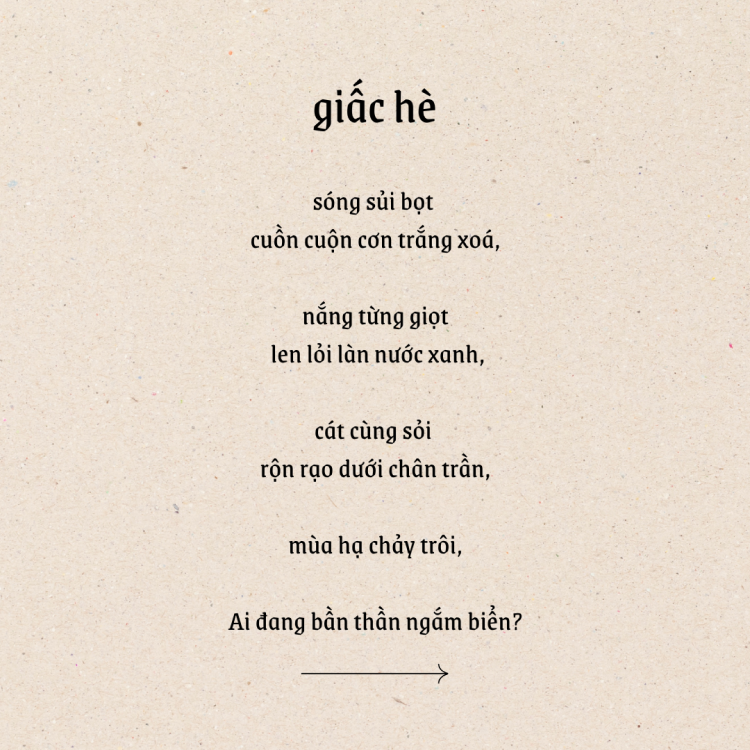 giấc hè
sóng sủi bọt
cuồn cuộn cơn trắng xoá,
nắng từng giọt
len lỏi làn nước xanh,
cát cùng sỏi
rộn rạo dưới chân trần,
mùa hạ chảy trôi,
Ai đang bần thần ngắm biển?